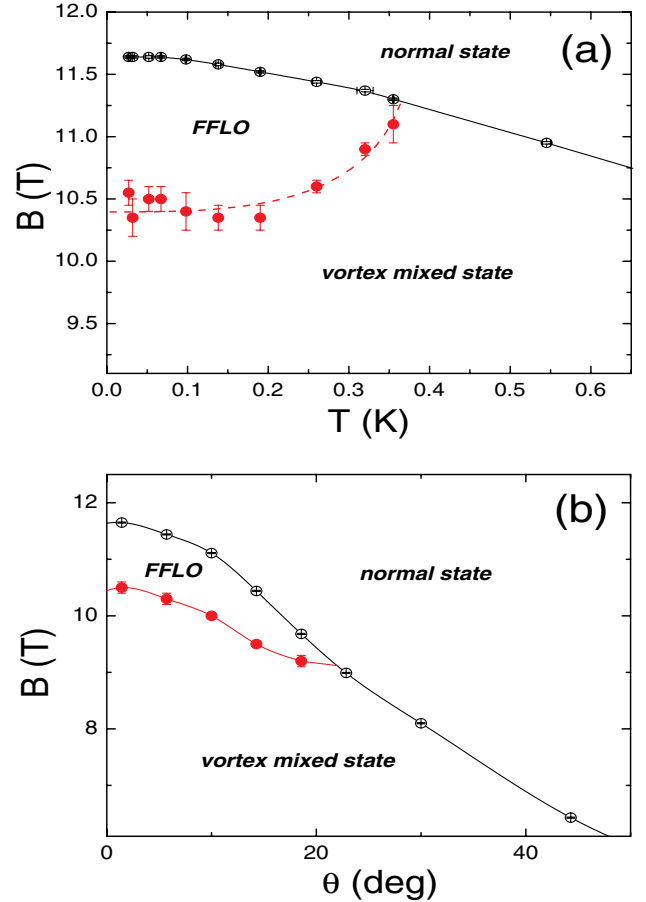 12.0
normal state
(a)
11.5
FFLO
11.0
B (T)
10.5
10.0
vortex mixed state
9.5
0.0 0.1 0.2 0.3 0.4 0.5 0.6
T (K)
12
(b)
FFLO
normal state
10
B (T)
8
vortex mixed state
0 20 40
θ (deg)